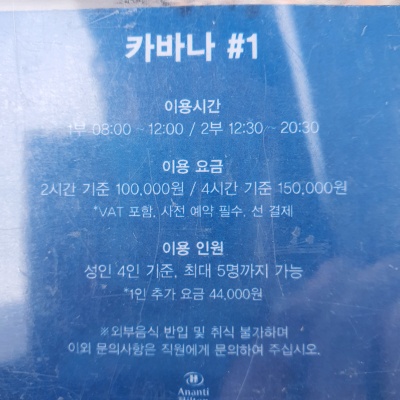 카바나 #1
이용시간
1부 08:00 ~ 12:00 / 2부 12:30 ~ 20:30
이용 요금
2시간 기준 100,000원 / 4시간 기준 150,000원
*VAT 포함, 사전 예약 필수, 선 결제
이용 인원
성인 4인 기준, 최대 5명까지 가능
*1인 추가 요금 44,000원
※외부음식 반입 및 취식 불가하며
이외 문의사항은 직원에게 문의하여 주십시오.
Ananti
Hilton